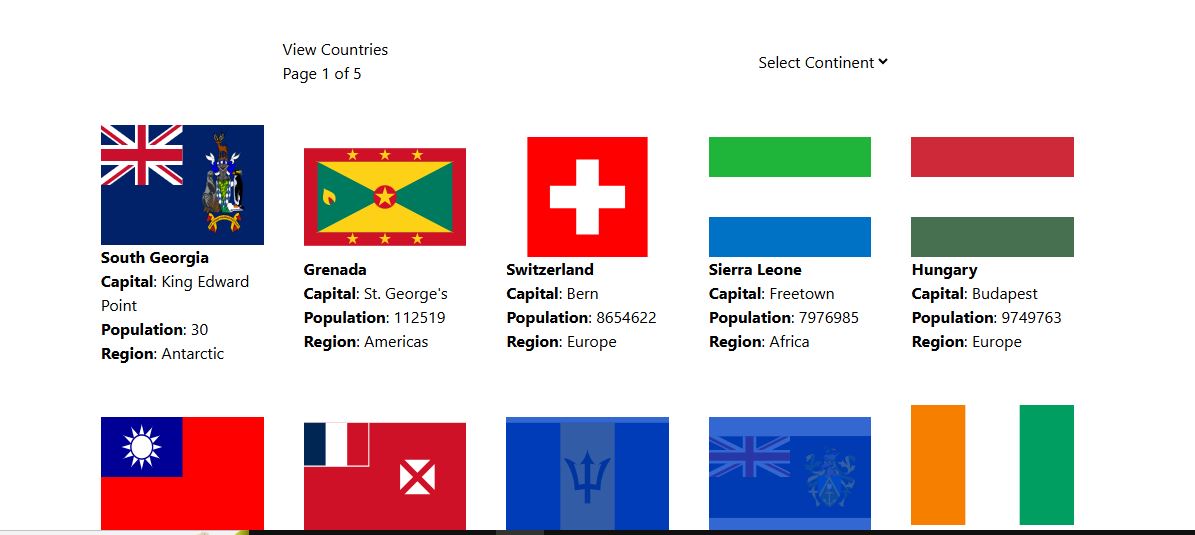 View Countries
Page 1 of 5
Select Continent
South Georgia
Capital: King Edward
Point
Population: 30
Region: Antarctic
Grenada
Capital: St. George's
Population: 112519
Region: Americas
Switzerland
Capital: Bern
Population: 8654622
Region: Europe
Sierra Leone
Capital: Freetown
Population: 7976985
Region: Africa
Hungary
Capital: Budapest
Population: 9749763
Region: Europe